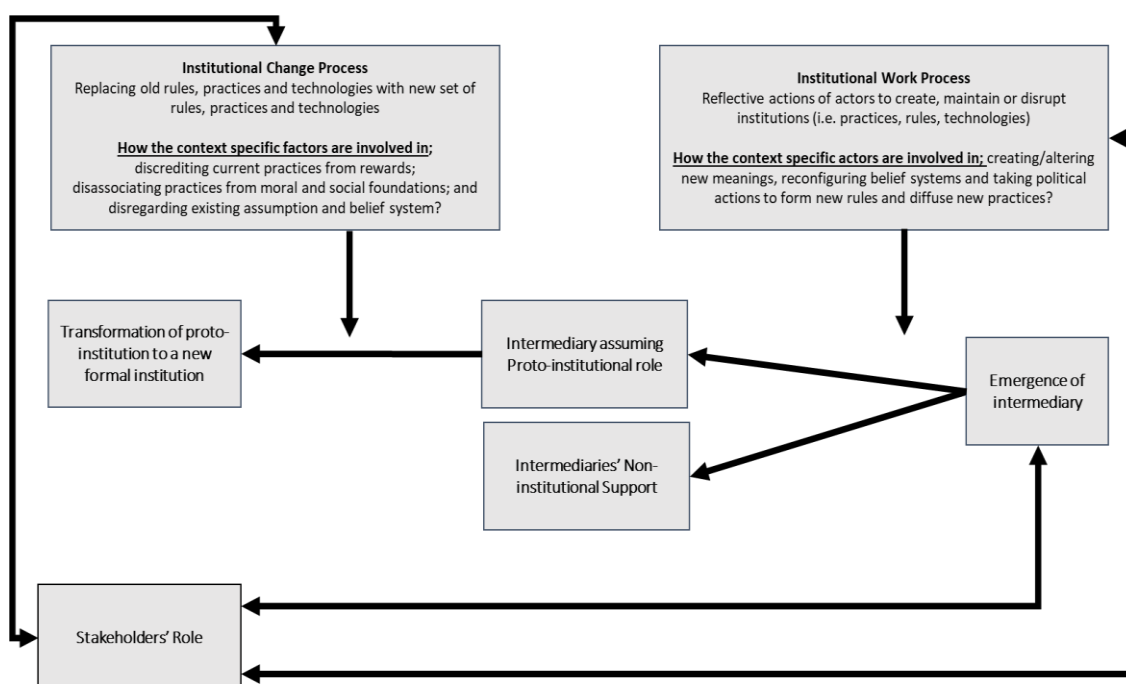 Institutional Change Process
Replacing old rules, practices and technologies with new set of
rules, practices and technologies
How the context specific factors are involved in;
discrediting current practices from rewards;
disassociating practices from moral and social foundations; and
disregarding existing assumption and belief system?
Institutional Work Process
Reflective actions of actors to create, maintain or disrupt
institutions (i.e. practices, rules, technologies)
How the context specific actors are involved in; creating/altering
new meanings, reconfiguring belief systems and taking political
actions to form new rules and diffuse new practices?
Transformation of proto-
institution to a new
formal institution
Intermediary assuming
Proto-institutional role
Emergence of
intermediary
Intermediaries’ Non-
institutional Support
Stakeholders’ Role